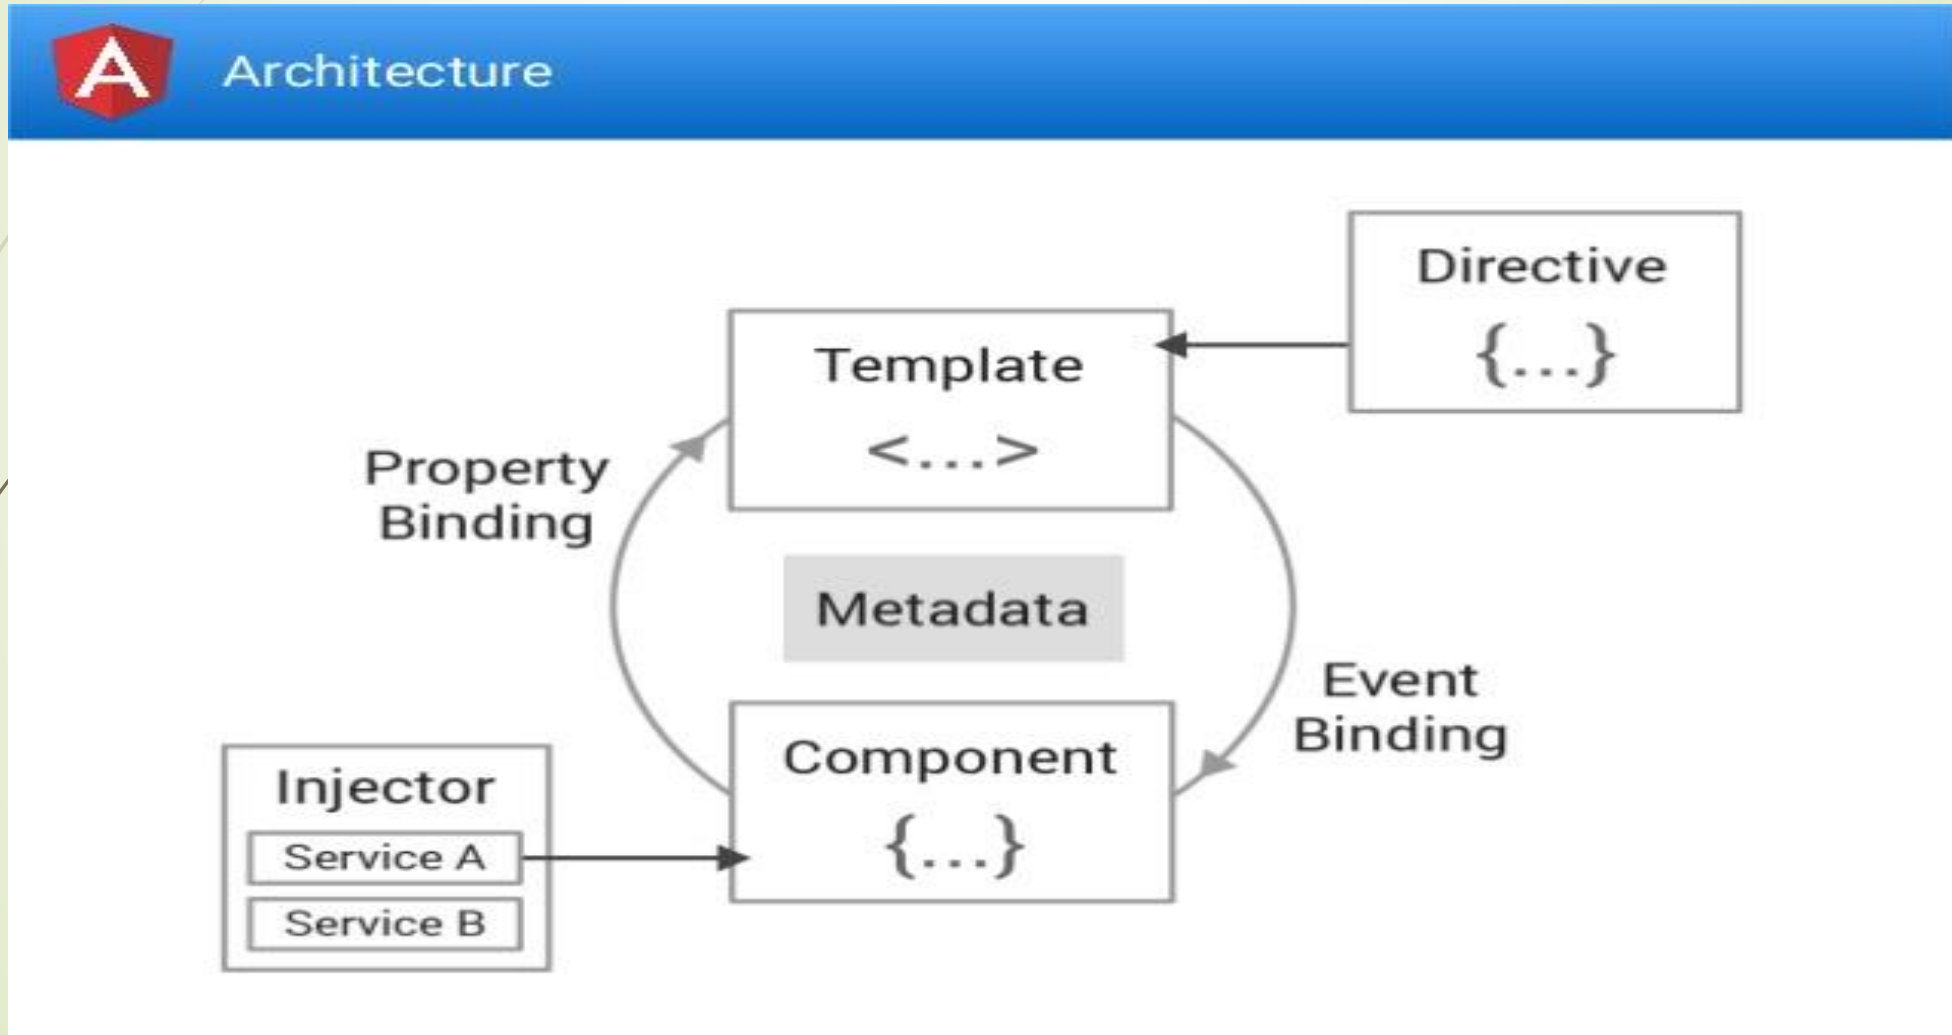 Architecture
Directive
{...}
Template
<...>
Property
Binding
Metadata
Event
Binding
Component
{...}
Injector
Service A
Service B